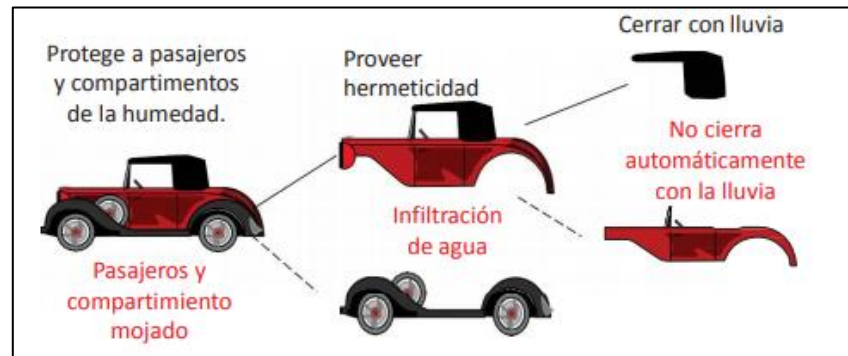 Protege a pasajeros
y compartimentos
de la humedad.
Pasajeros y
compartimiento
mojado
Proveer
hermeticidad
Infiltración
de agua
Cerrar con lluvia
No cierra
automáticamente
con la lluvia